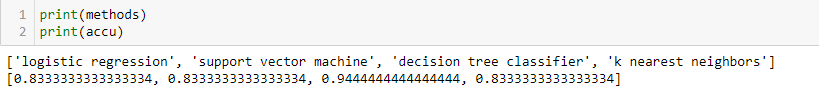 1 print(methods)
2 print(accu)
['logistic regression', 'support vector machine', 'decision tree classifier', 'k nearest neighbors']
[0.8333333333333334, 0.8333333333333334, 0.9444444444444444, 0.8333333333333334]